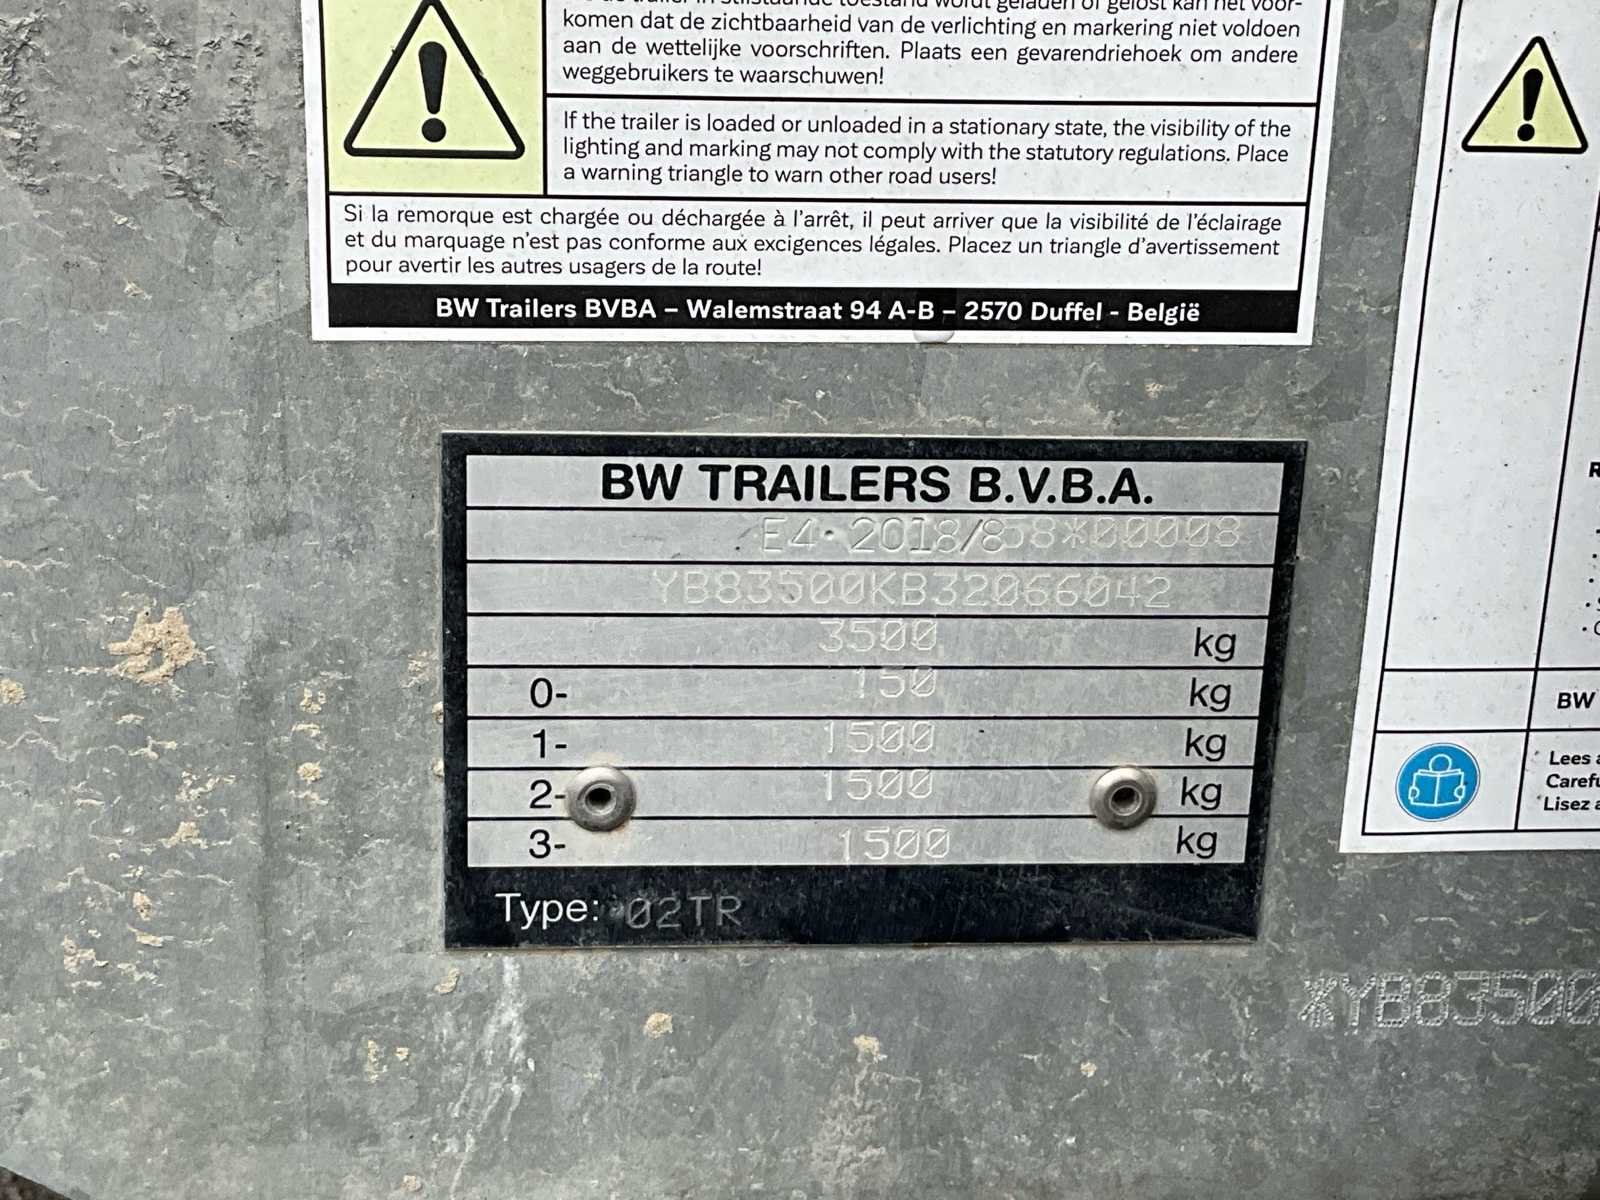 komen dat de zichtbaarheid van de verlichting en markering niet voldoen
aan de wettelijke voorschriften. Plaats een gevarendriehoek om andere
weggebruikers te waarschuwen!
If the trailer is loaded or unloaded in a stationary state, the visibility of the
lighting and marking may not comply with the statutory regulations. Place
a warning triangle to warn other road users!
Si la remorque est chargée ou déchargée à l'arrêt, il peut arriver que la visibilité de l'éclairage
et du marquage n'est pas conforme aux excigences légales. Placez un triangle d'avertissement
pour avertir les autres usagers de la route!
BW Trailers BVBA – Walemstraat 94 A-B – 2570 Duffel - België
BW TRAILERS B.V.B.A.
E4*2018/858*00008
YB83500KB32066042
3500 kg
0- 150 kg
1- 1500 kg
2- 1500 kg
3- 1500 kg
Type: 02TR
*YB83500
BW
Lees
Lisez